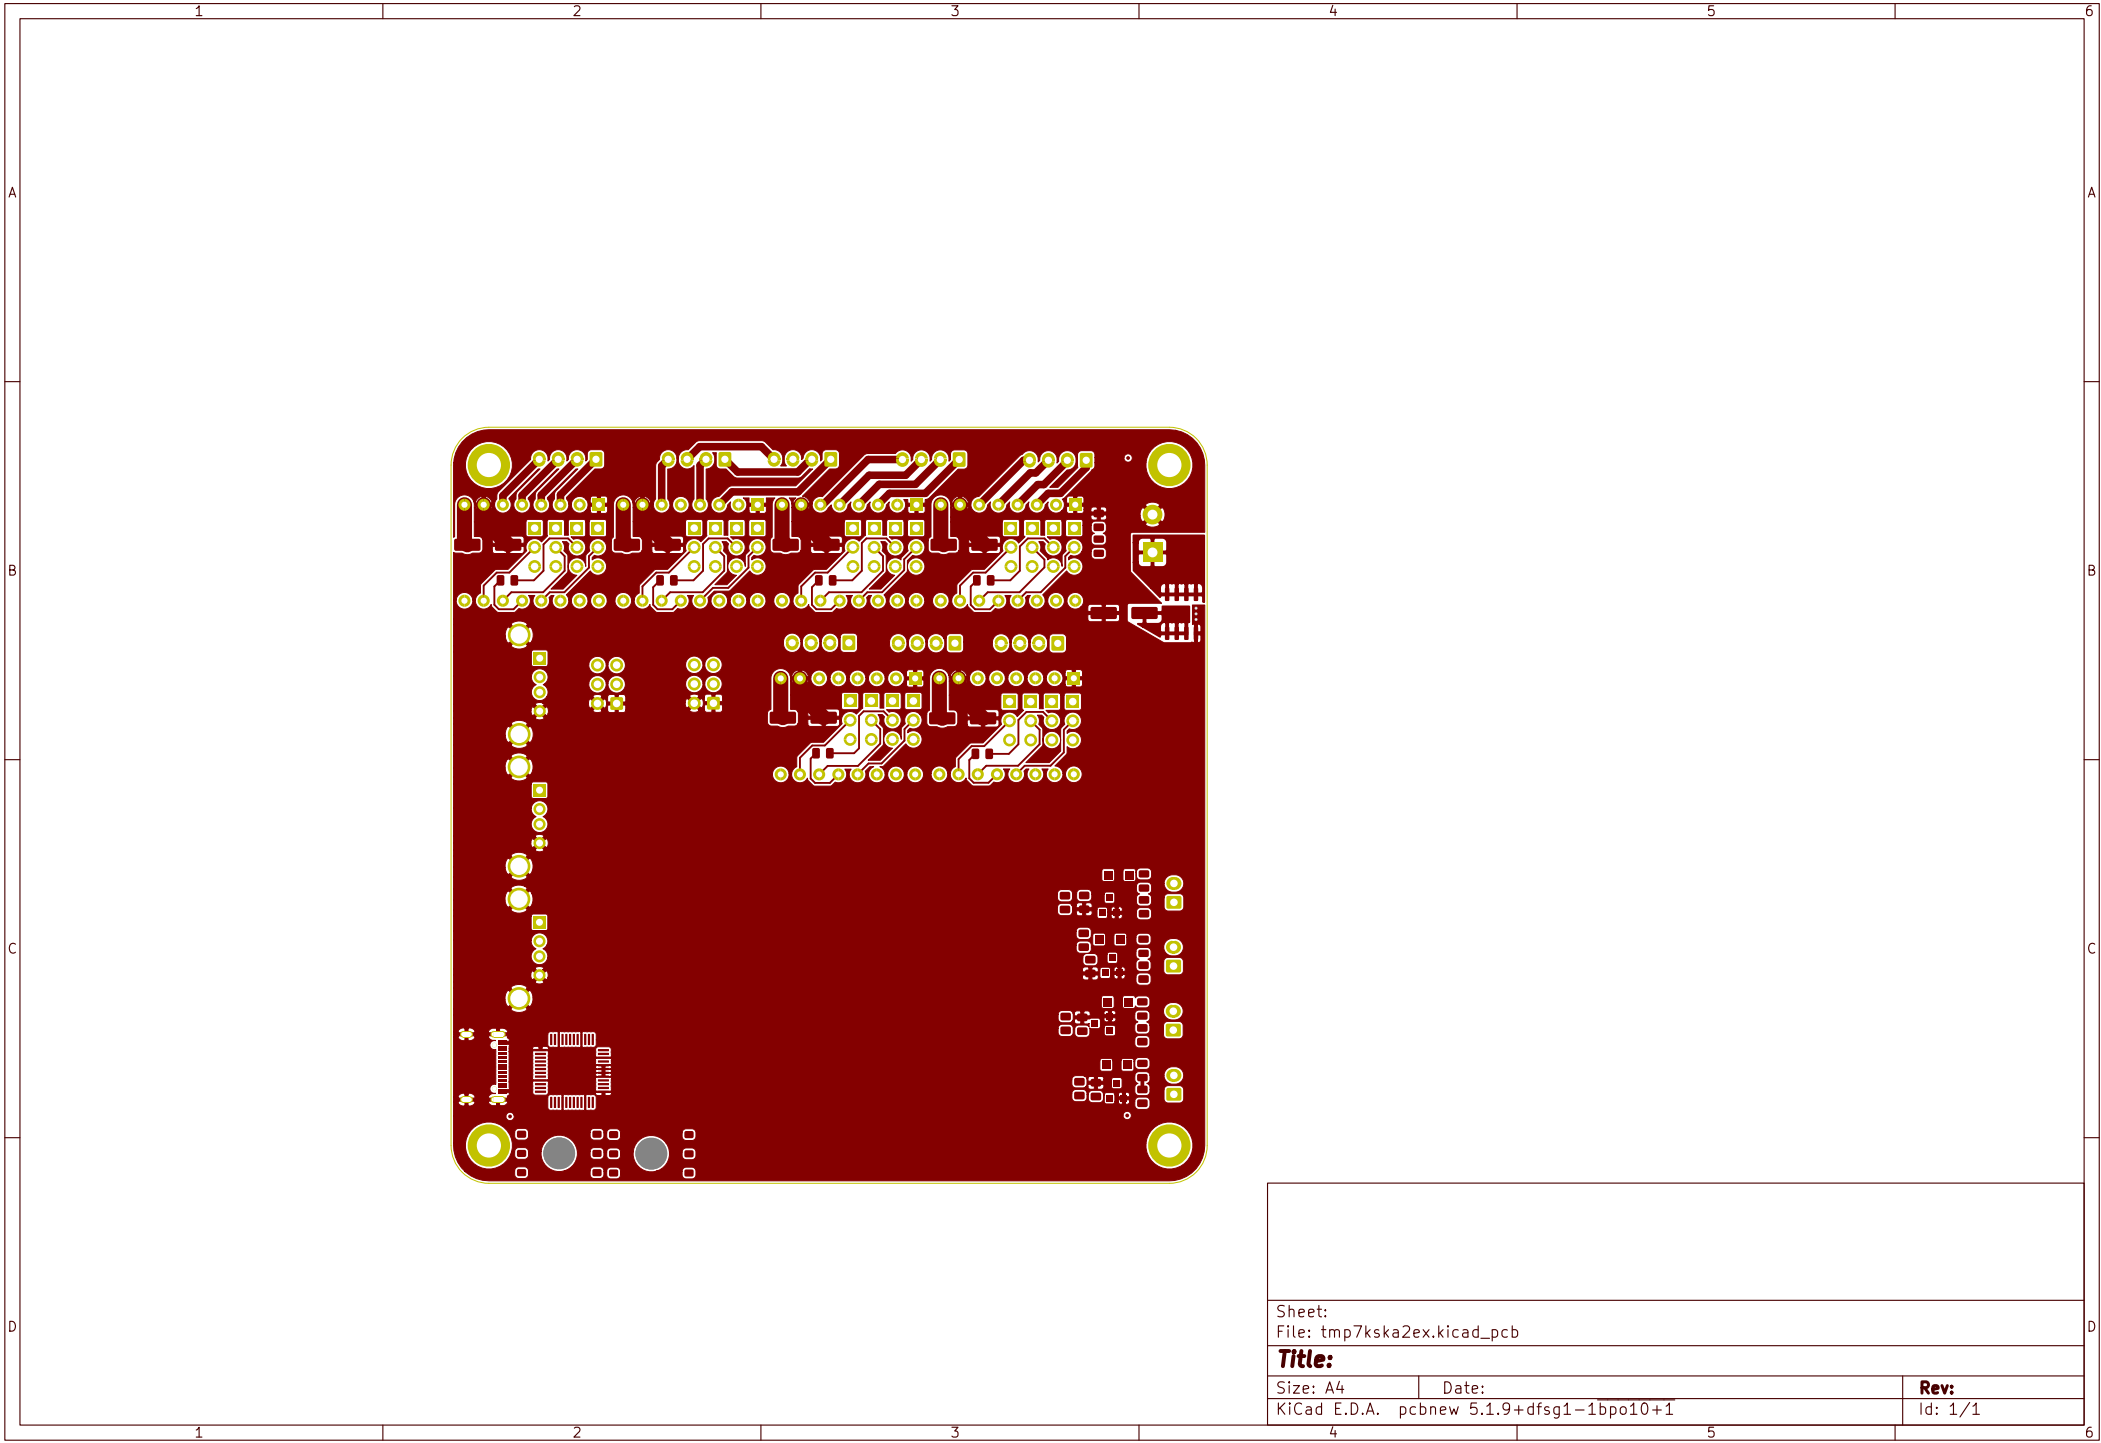 1 2 3 4 5 6
A A
B B
C C
D D
Sheet:
File: tmp7kska2ex.kicad_pcb
Title:
Size: A4 Date: Rev:
KiCad E.D.A. pcbnew 5.1.9+dfsg1-1bpo10+1 Id: 1/1
1 2 3 4 5 6